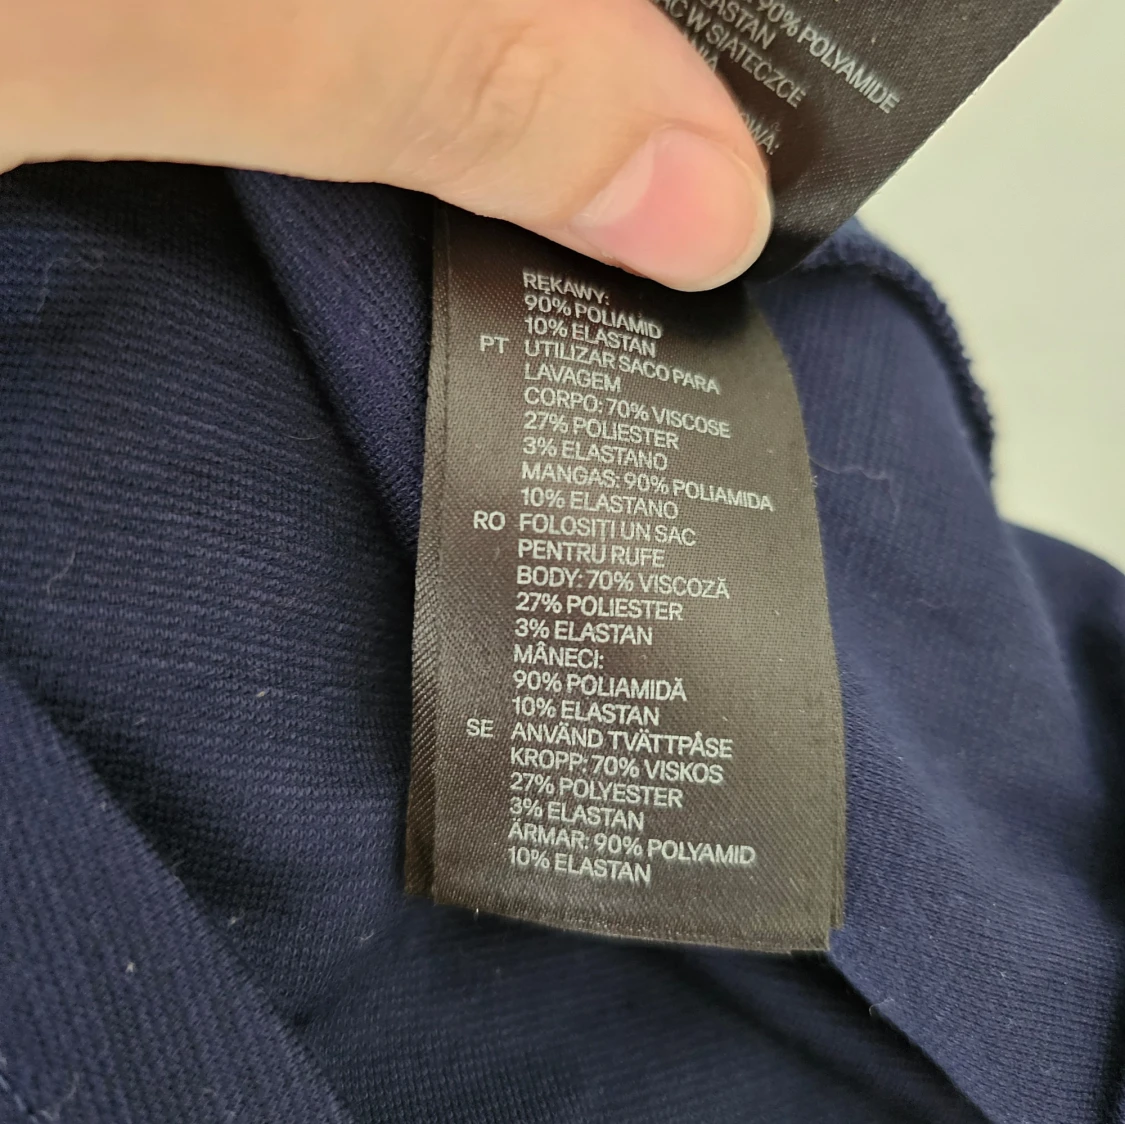 90% POLYAMIDE
ELASTAN
W SIATECZCE
RĘKAWY:
90% POLIAMID
10% ELASTAN
PT UTILIZAR SACO PARA
LAVAGEM
CORPO: 70% VISCOSE
27% POLIESTER
3% ELASTANO
MANGAS: 90% POLIAMIDA
10% ELASTANO
RO FOLOSIȚI UN SAC
PENTRU RUFE
BODY: 70% VISCOZĂ
27% POLIESTER
3% ELASTAN
MÂNECI:
90% POLIAMIDĂ
10% ELASTAN
SE ANVÄND TVÄTTPÅSE
KROPP: 70% VISKOS
27% POLYESTER
3% ELASTAN
ÄRMAR: 90% POLYAMID
10% ELASTAN